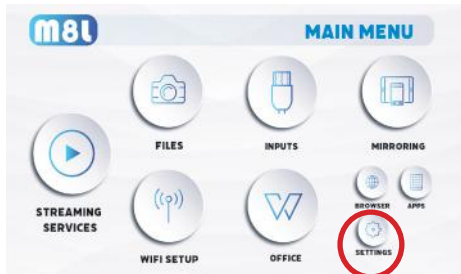 M8L
MAIN MENU
FILES
INPUTS
MIRRORING
BROWSER
APPS
STREAMING
SERVICES
WIFI SETUP
OFFICE
SETTINGS